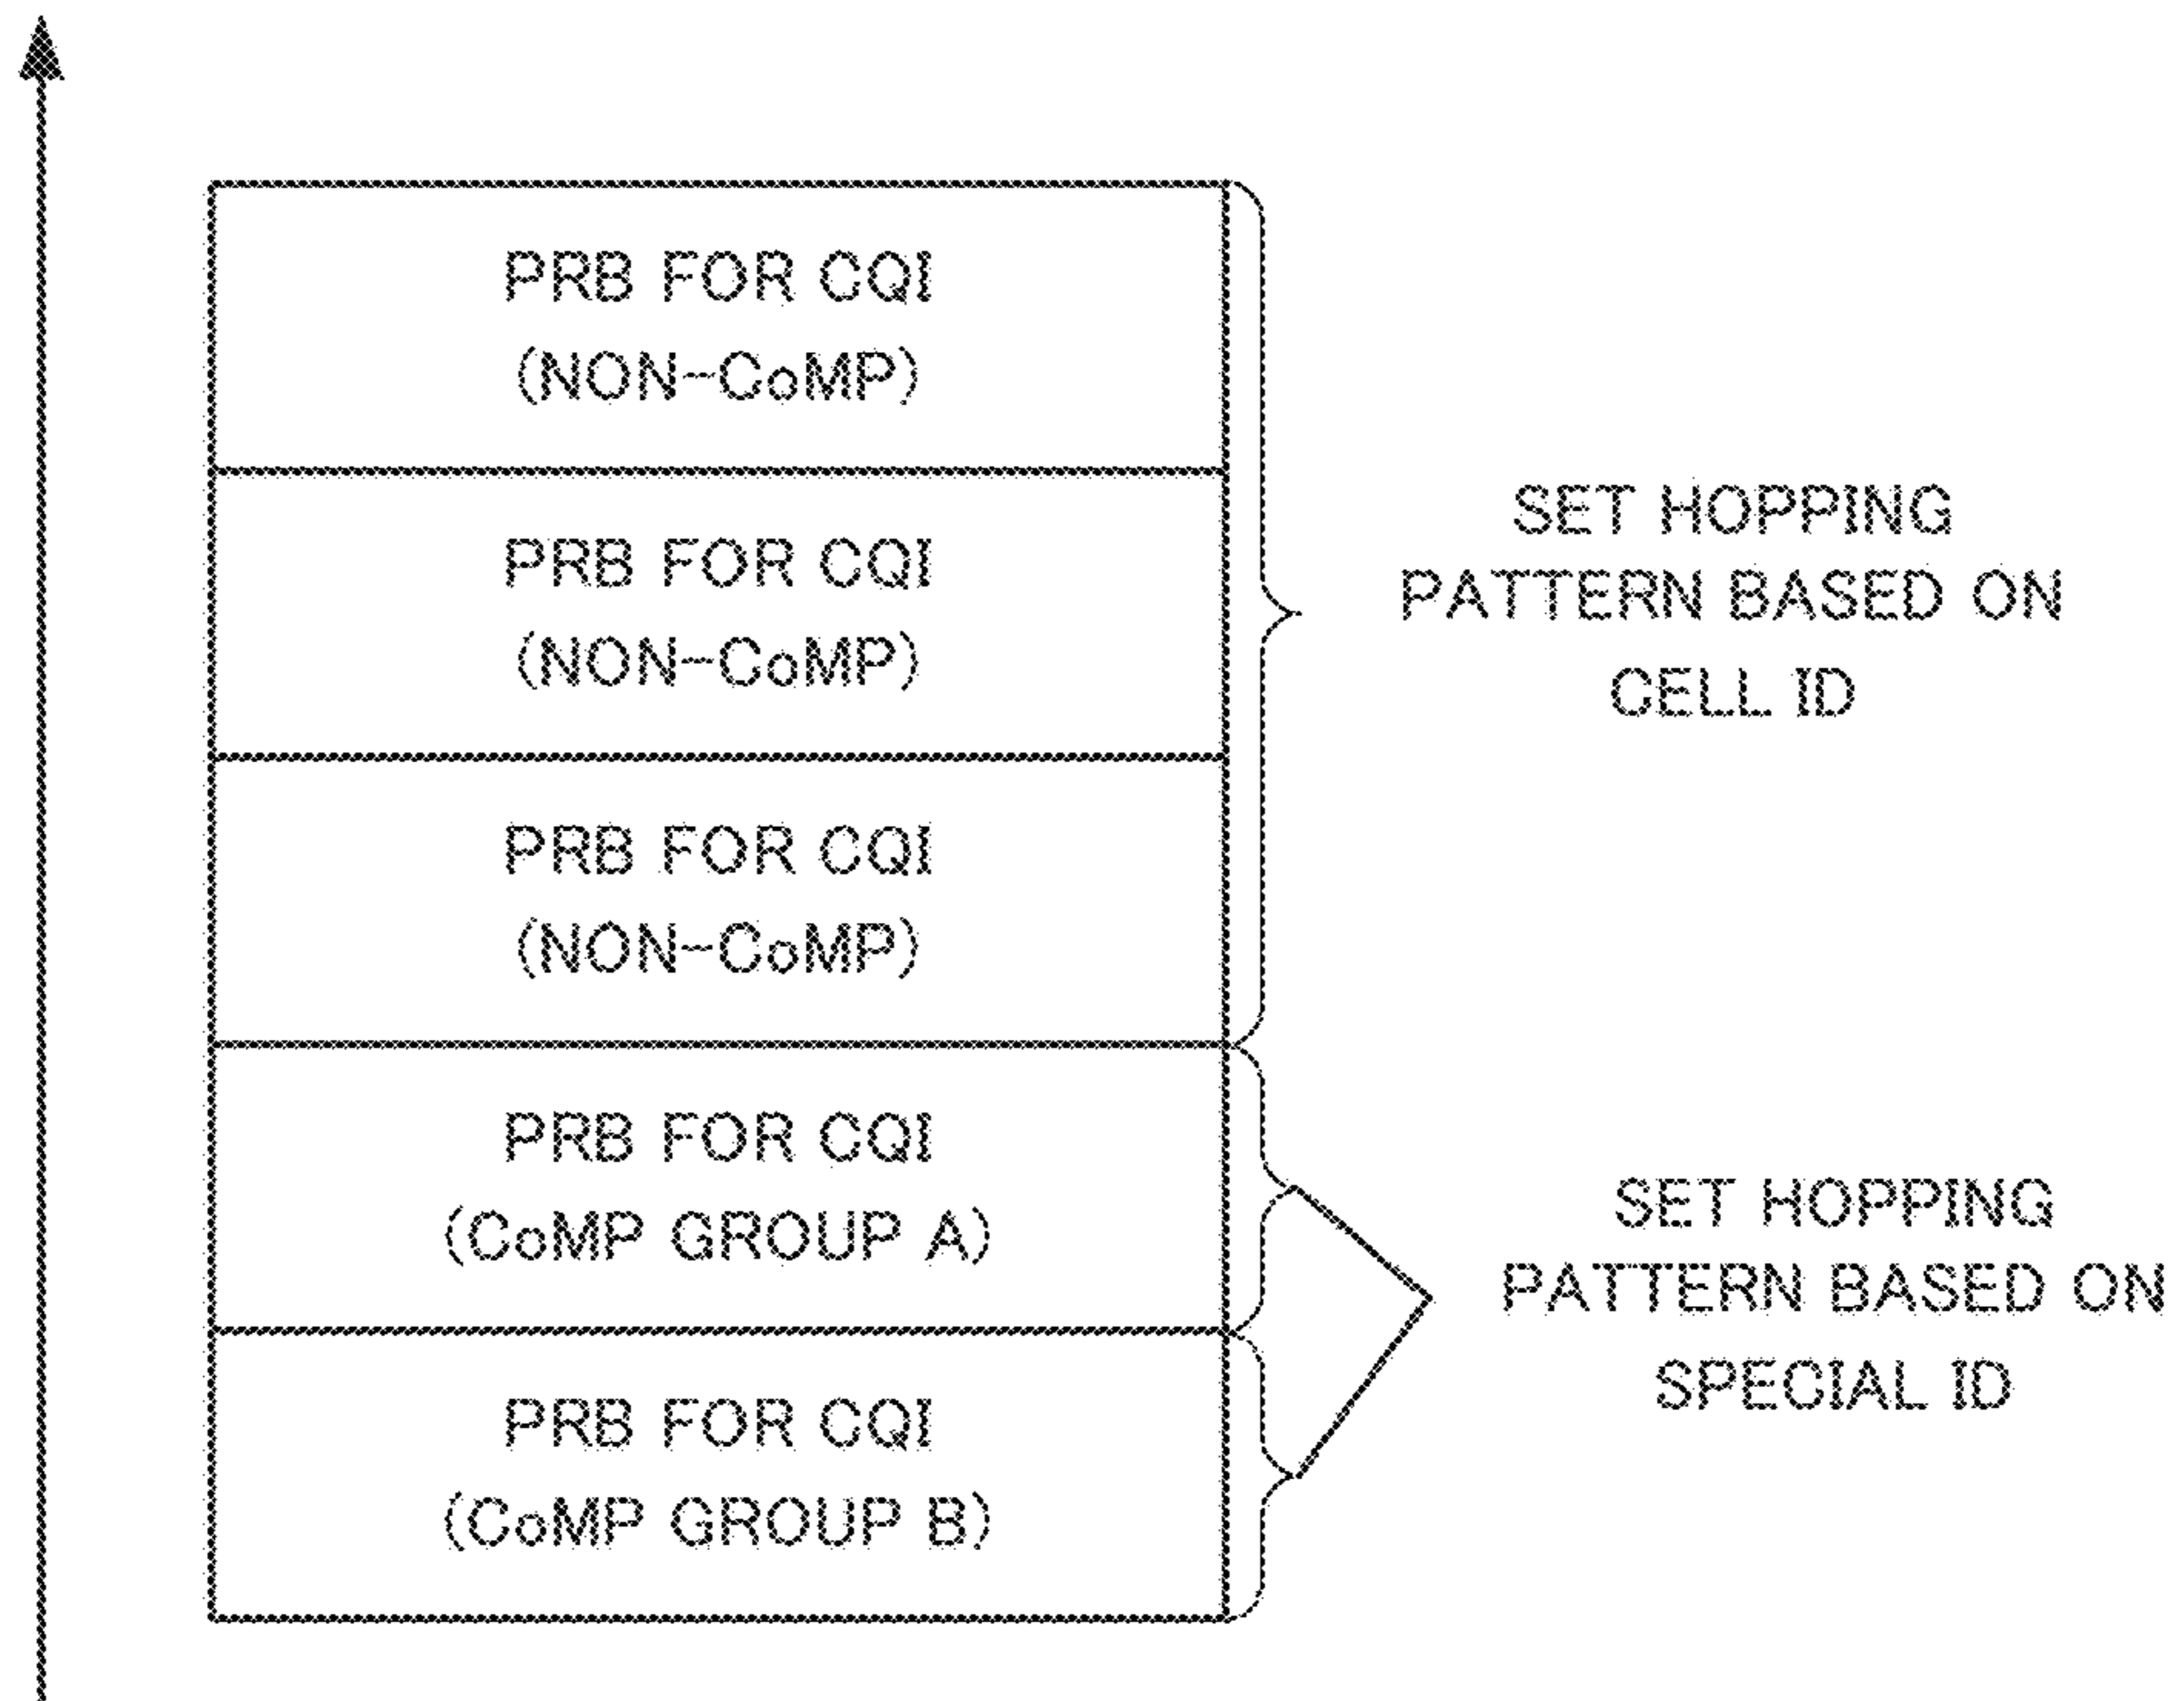 PRB FOR CQI
(NON-CoMP)
PRB FOR CQI
(NON-CoMP)
PRB FOR CQI
(NON-CoMP)
SET HOPPING
PATTERN BASED ON
CELL ID
PRB FOR CQI
(CoMP GROUP A)
PRB FOR CQI
(CoMP GROUP B)
SET HOPPING
PATTERN BASED ON
SPECIAL ID